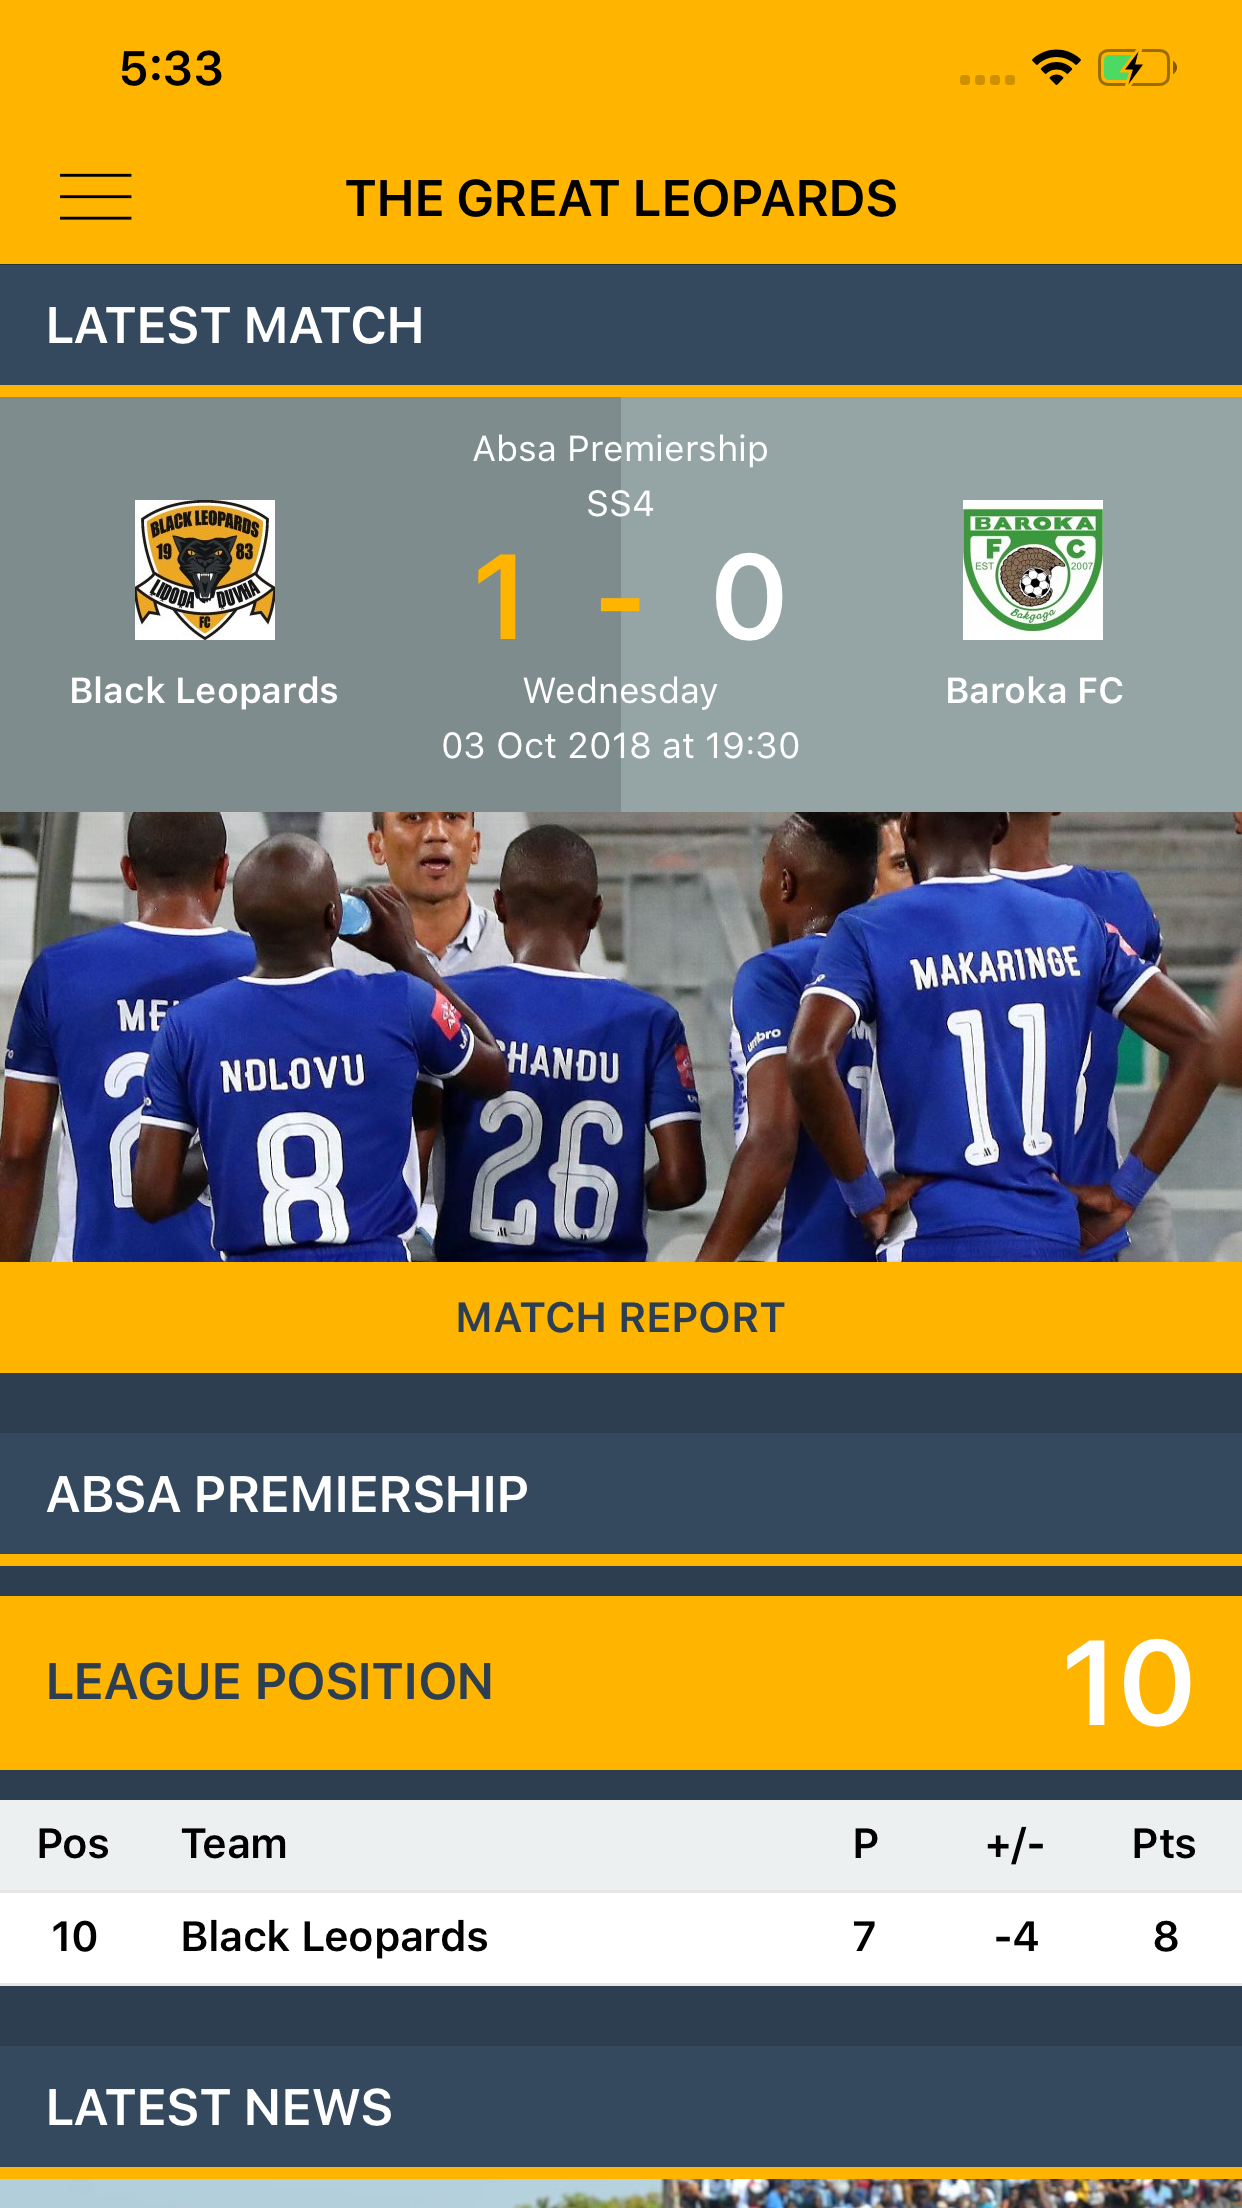 5:33
THE GREAT LEOPARDS
LATEST MATCH
Absa Premiership
SS4
BLACK LEOPARDS
19 83
LIDODA DUVHA
FC
1 - 0
BAROKA
F C
EST 2007
Bakgaga
Black Leopards
Wednesday
Baroka FC
03 Oct 2018 at 19:30
NDLOVU
8
HANDU
26
umbro
MAKARINGE
11
MATCH REPORT
ABSA PREMIERSHIP
LEAGUE POSITION
10
Pos Team P +/- Pts
10 Black Leopards 7 -4 8
LATEST NEWS